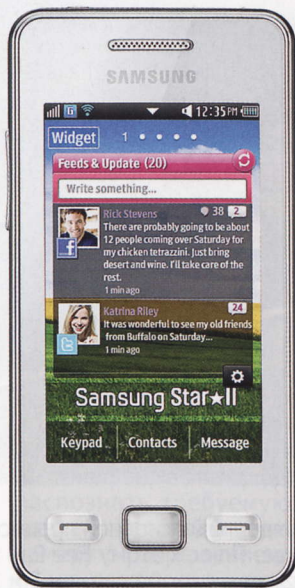 SAMSUNG
12:35PM
Widget 1
Feeds & Update (20)
Write something...
Rick Stevens 38 2
There are probably going to be about
12 people coming over Saturday for
my chicken tetrazzini. Just bring
desert and wine. I'll take care of the
rest.
1 min ago
Katrina Riley 24
It was wonderful to see my old friends
from Buffalo on Saturday...
1 min ago
Samsung Star★II
Keypad Contacts Message